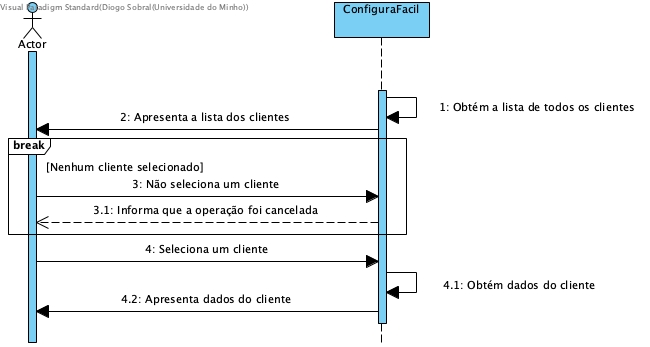 Visual Paradigm Standard(Diogo Sobral(Universidade do Minho))
ConfiguraFacil
Actor
1: Obtém a lista de todos os clientes
2: Apresenta a lista dos clientes
break
[Nenhum cliente selecionado]
3: Não seleciona um cliente
3.1: Informa que a operação foi cancelada
4: Seleciona um cliente
4.1: Obtém dados do cliente
4.2: Apresenta dados do cliente